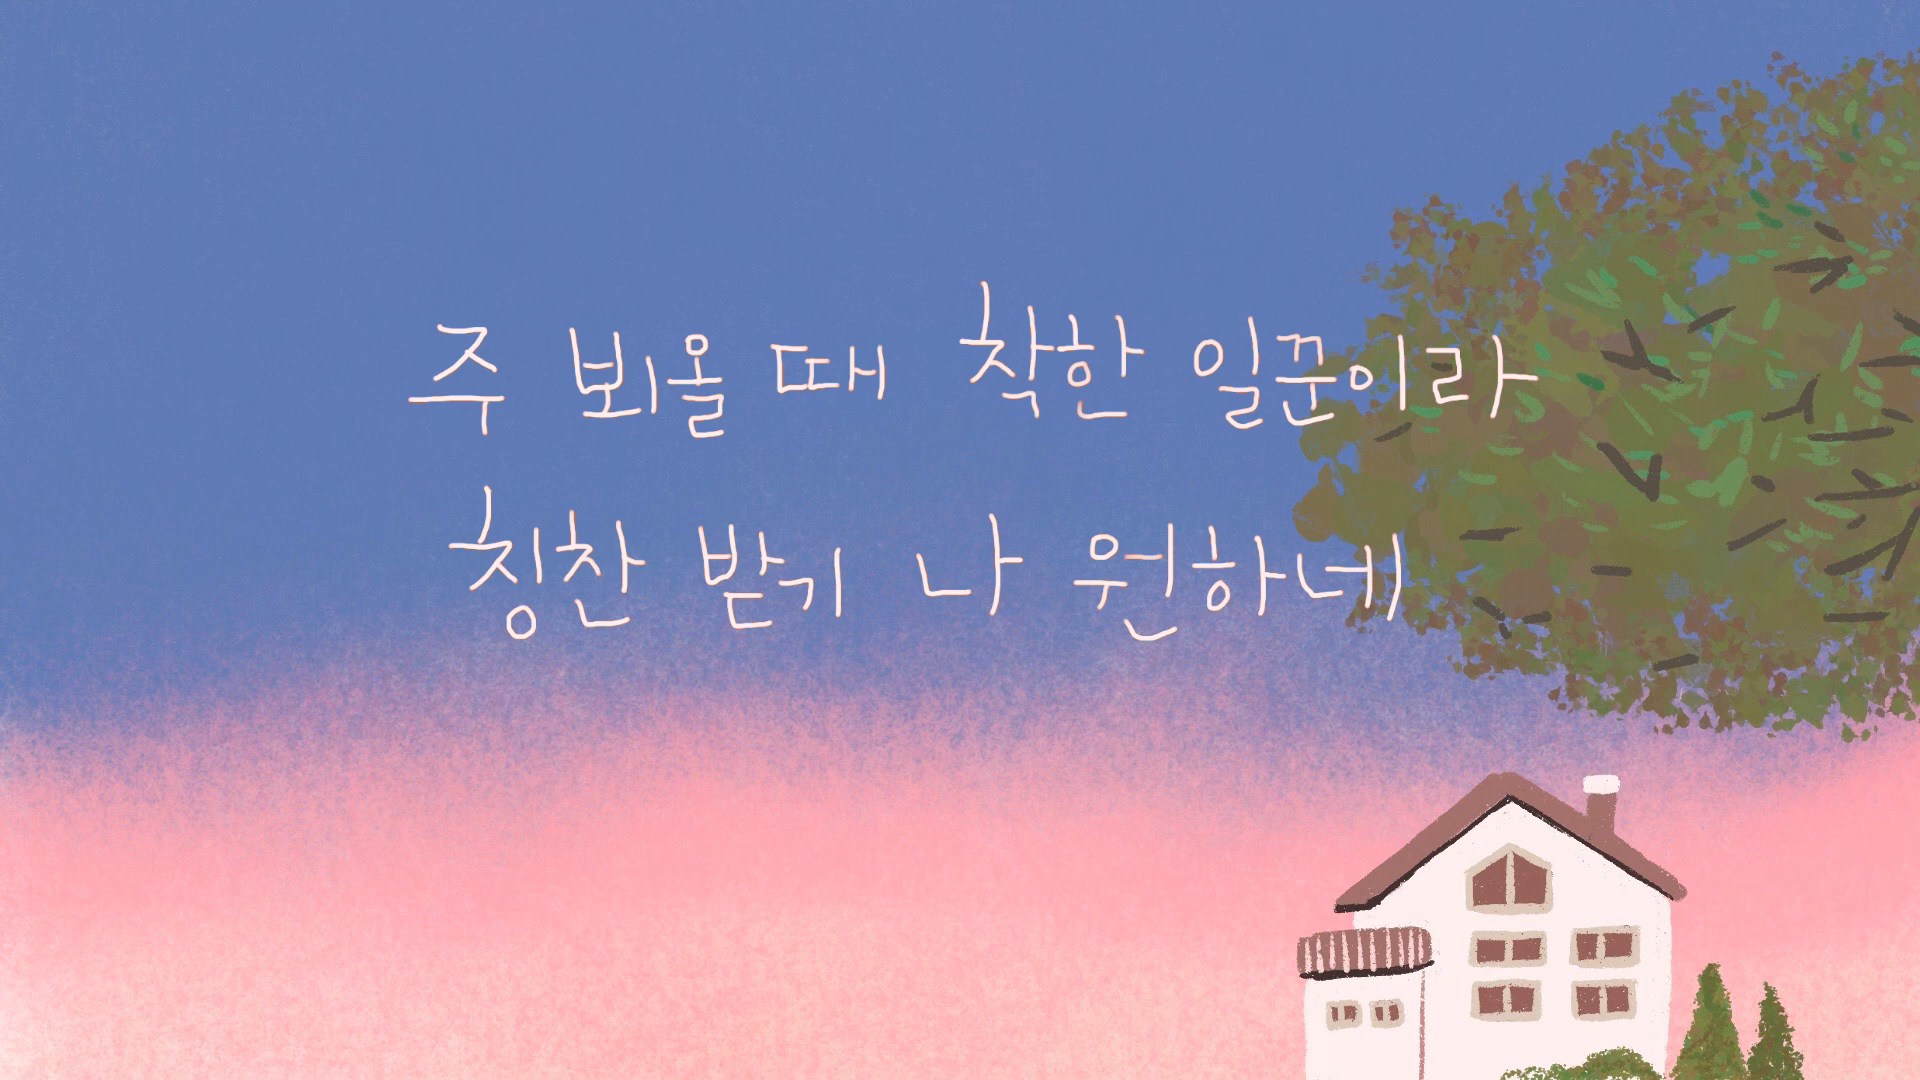 주 뵈올 때 착한 일꾼이라
칭찬 받기 나 원하네